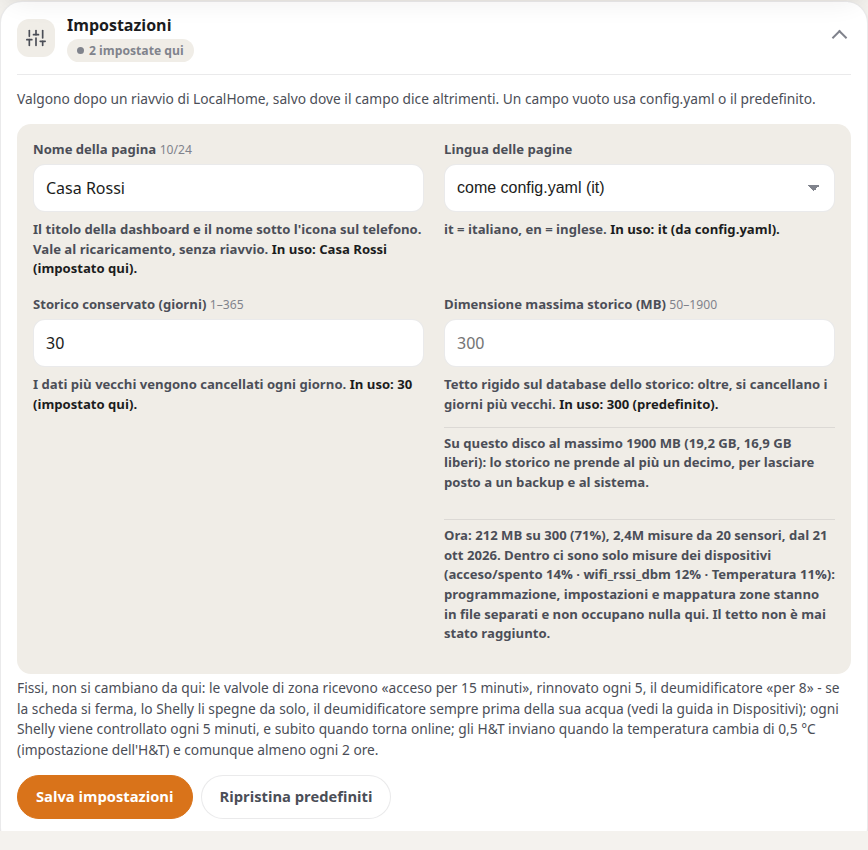 Impostazioni
2 impostate qui
Valgono dopo un riavvio di LocalHome, salvo dove il campo dice altrimenti. Un campo vuoto usa config.yaml o il predefinito.
Nome della pagina 10/24
Casa Rossi
Il titolo della dashboard e il nome sotto l'icona sul telefono.
Vale al ricaricamento, senza riavvio. In uso: Casa Rossi
(impostato qui).
Lingua delle pagine
come config.yaml (it)
it = italiano, en = inglese. In uso: it (da config.yaml).
Storico conservato (giorni) 1–365
30
I dati più vecchi vengono cancellati ogni giorno. In uso: 30
(impostato qui).
Dimensione massima storico (MB) 50–1900
300
Tetto rigido sul database dello storico: oltre, si cancellano i
giorni più vecchi. In uso: 300 (predefinito).
Su questo disco al massimo 1900 MB (19,2 GB, 16,9 GB
liberi): lo storico ne prende al più un decimo, per lasciare
posto a un backup e al sistema.
Ora: 212 MB su 300 (71%), 2,4M misure da 20 sensori, dal 21
ott 2026. Dentro ci sono solo misure dei dispositivi
(acceso/spento 14% · wifi_rssi_dbm 12% · Temperatura 11%):
programmazione, impostazioni e mappatura zone stanno
in file separati e non occupano nulla qui. Il tetto non è mai
stato raggiunto.
Fissi, non si cambiano da qui: le valvole di zona ricevono «acceso per 15 minuti», rinnovato ogni 5, il deumidificatore «per 8» - se
la scheda si ferma, lo Shelly li spegne da solo, il deumidificatore sempre prima della sua acqua (vedi la guida in Dispositivi); ogni
Shelly viene controllato ogni 5 minuti, e subito quando torna online; gli H&T inviano quando la temperatura cambia di 0,5 °C
(impostazione dell'H&T) e comunque almeno ogni 2 ore.
Salva impostazioni
Ripristina predefiniti